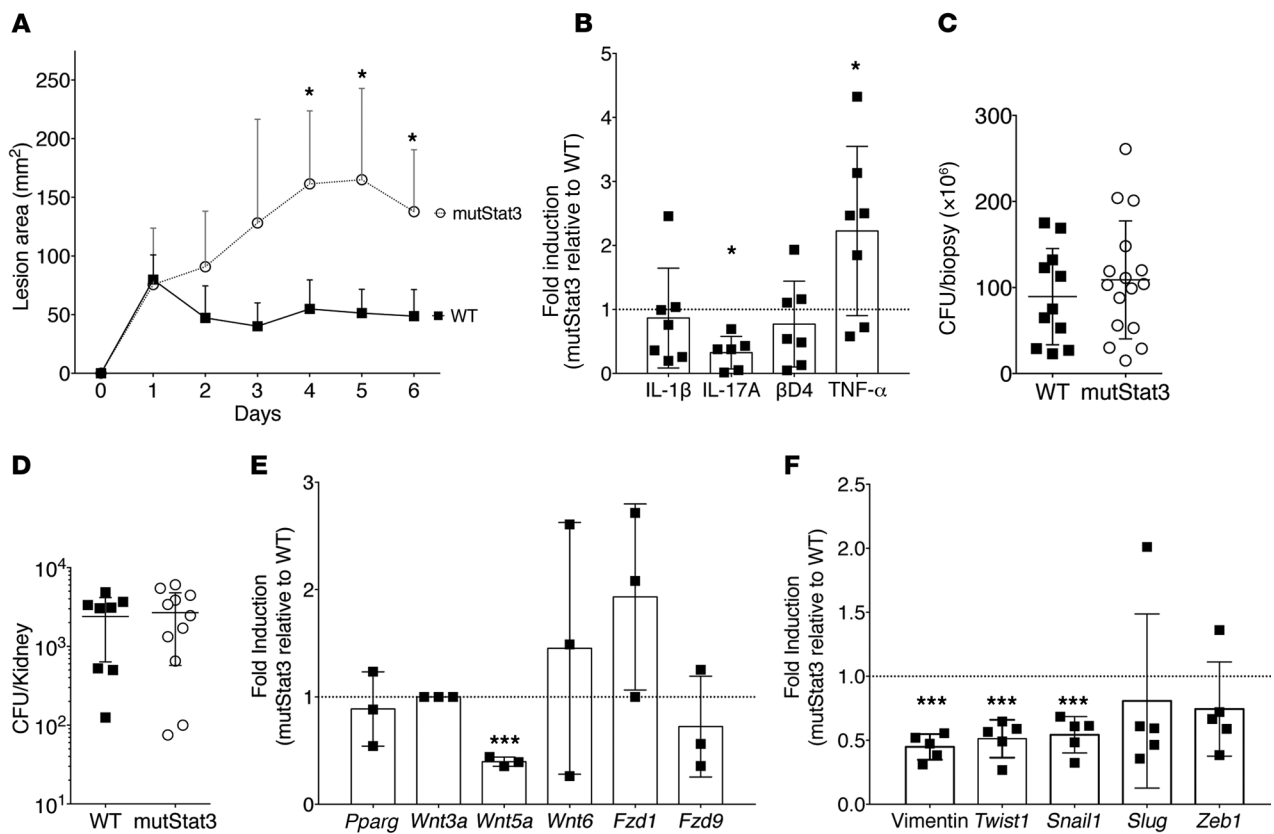 A
Lesion area (mm²)
250
200
150
100
50
0
0 1 2 3 4 5 6
Days
* * *
mutStat3
WT
B
Fold induction
(mutStat3 relative to WT)
5
4
3
2
1
0
* *
IL-1β IL-17A βD4 TNF-α
C
CFU/biopsy (×10⁶)
300
200
100
0
WT mutStat3
D
CFU/Kidney
10⁴
10³
10²
10¹
WT mutStat3
E
Fold Induction
(mutStat3 relative to WT)
3
2
1
0
***
Pparg Wnt3a Wnt5a Wnt6 Fzd1 Fzd9
F
Fold Induction
(mutStat3 relative to WT)
2.5
2.0
1.5
1.0
0.5
0.0
*** *** ***
Vimentin Twist1 Snail1 Slug Zeb1